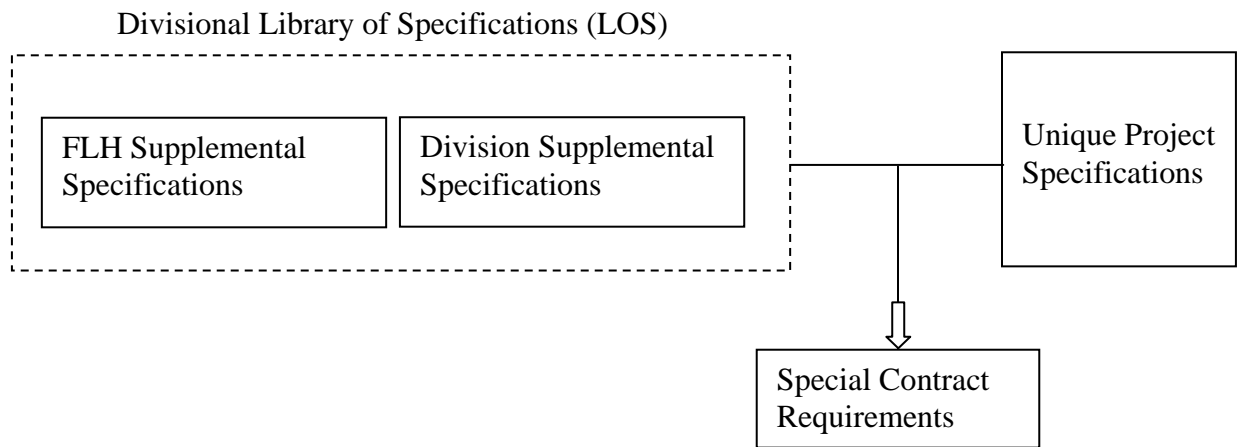 Divisional Library of Specifications (LOS)
FLH Supplemental
Specifications
Division Supplemental
Specifications
Unique Project
Specifications
Special Contract
Requirements